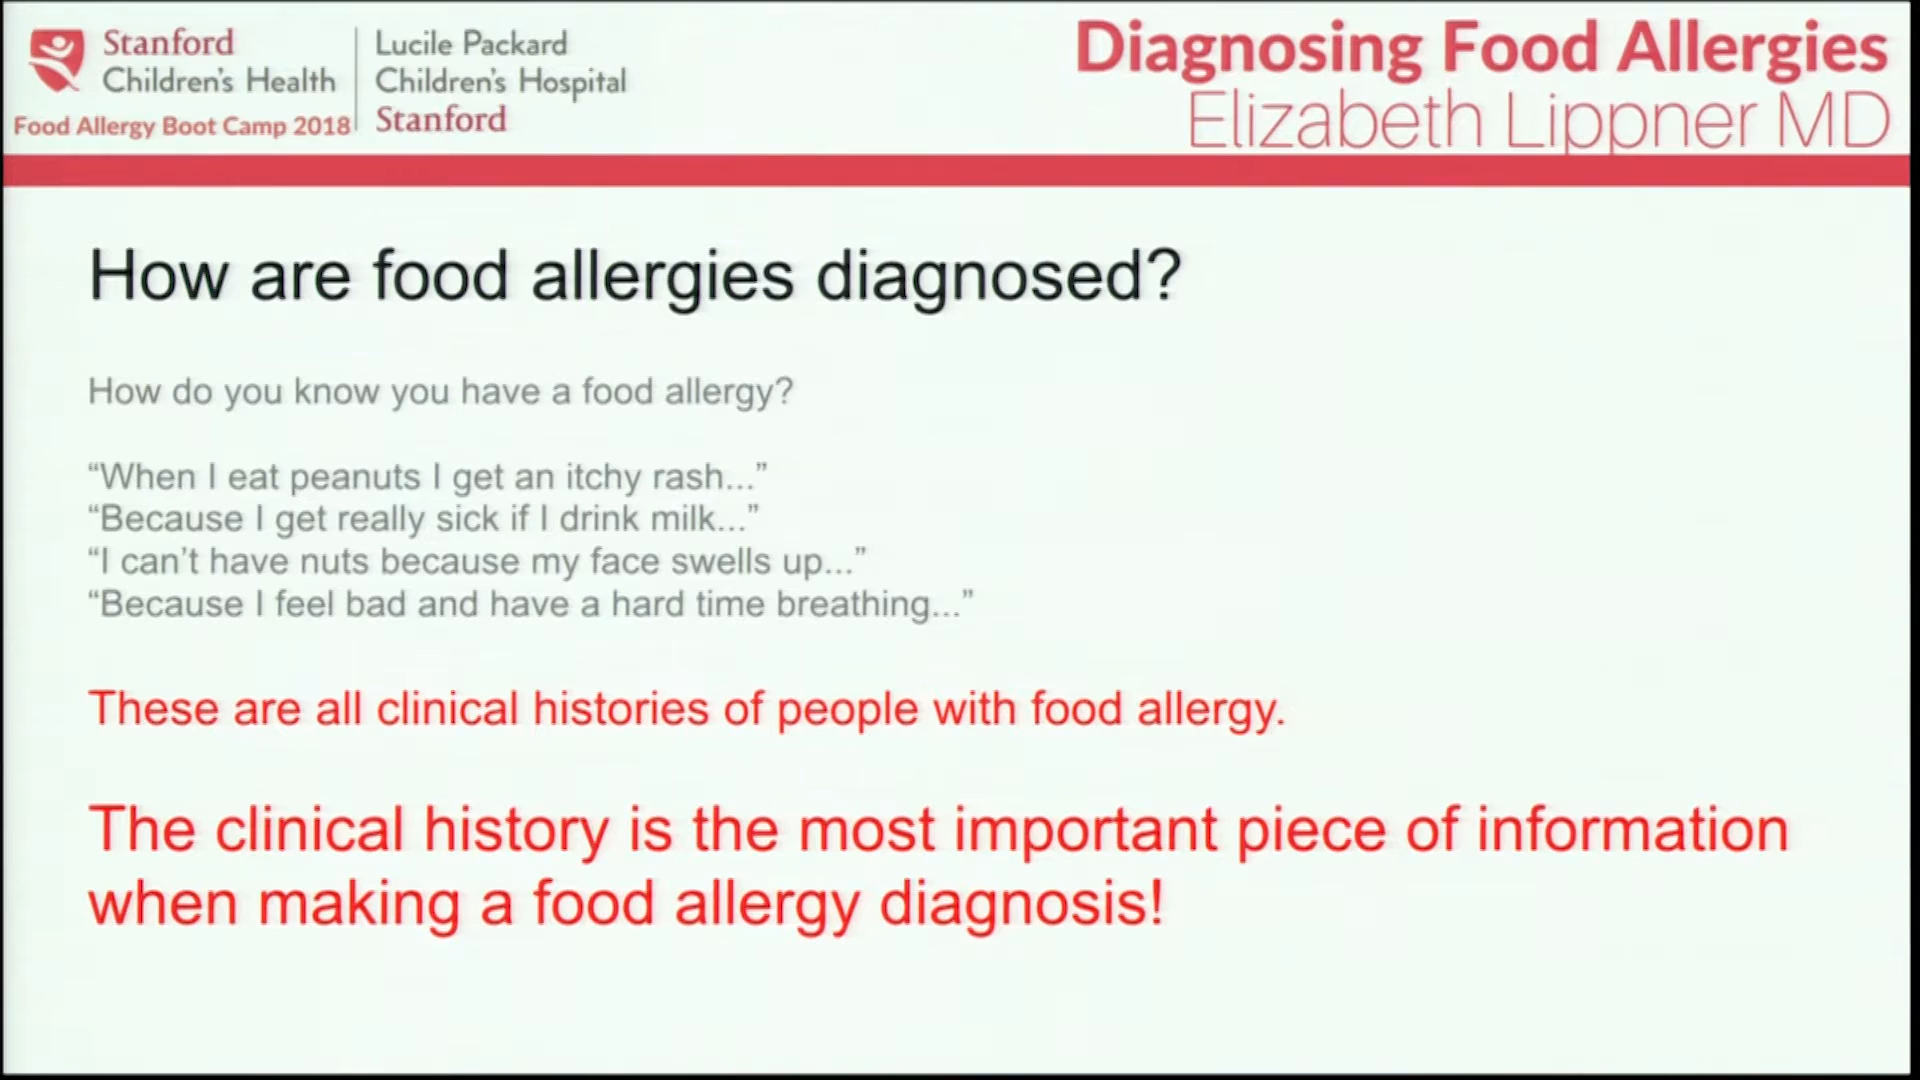 Stanford
Children's Health
Food Allergy Boot Camp 2018
Lucile Packard
Children's Hospital
Stanford
Diagnosing Food Allergies
Elizabeth Lippner MD
How are food allergies diagnosed?
How do you know you have a food allergy?
“When I eat peanuts I get an itchy rash...”
“Because I get really sick if I drink milk...”
“I can’t have nuts because my face swells up...”
“Because I feel bad and have a hard time breathing...”
These are all clinical histories of people with food allergy.
The clinical history is the most important piece of information
when making a food allergy diagnosis!